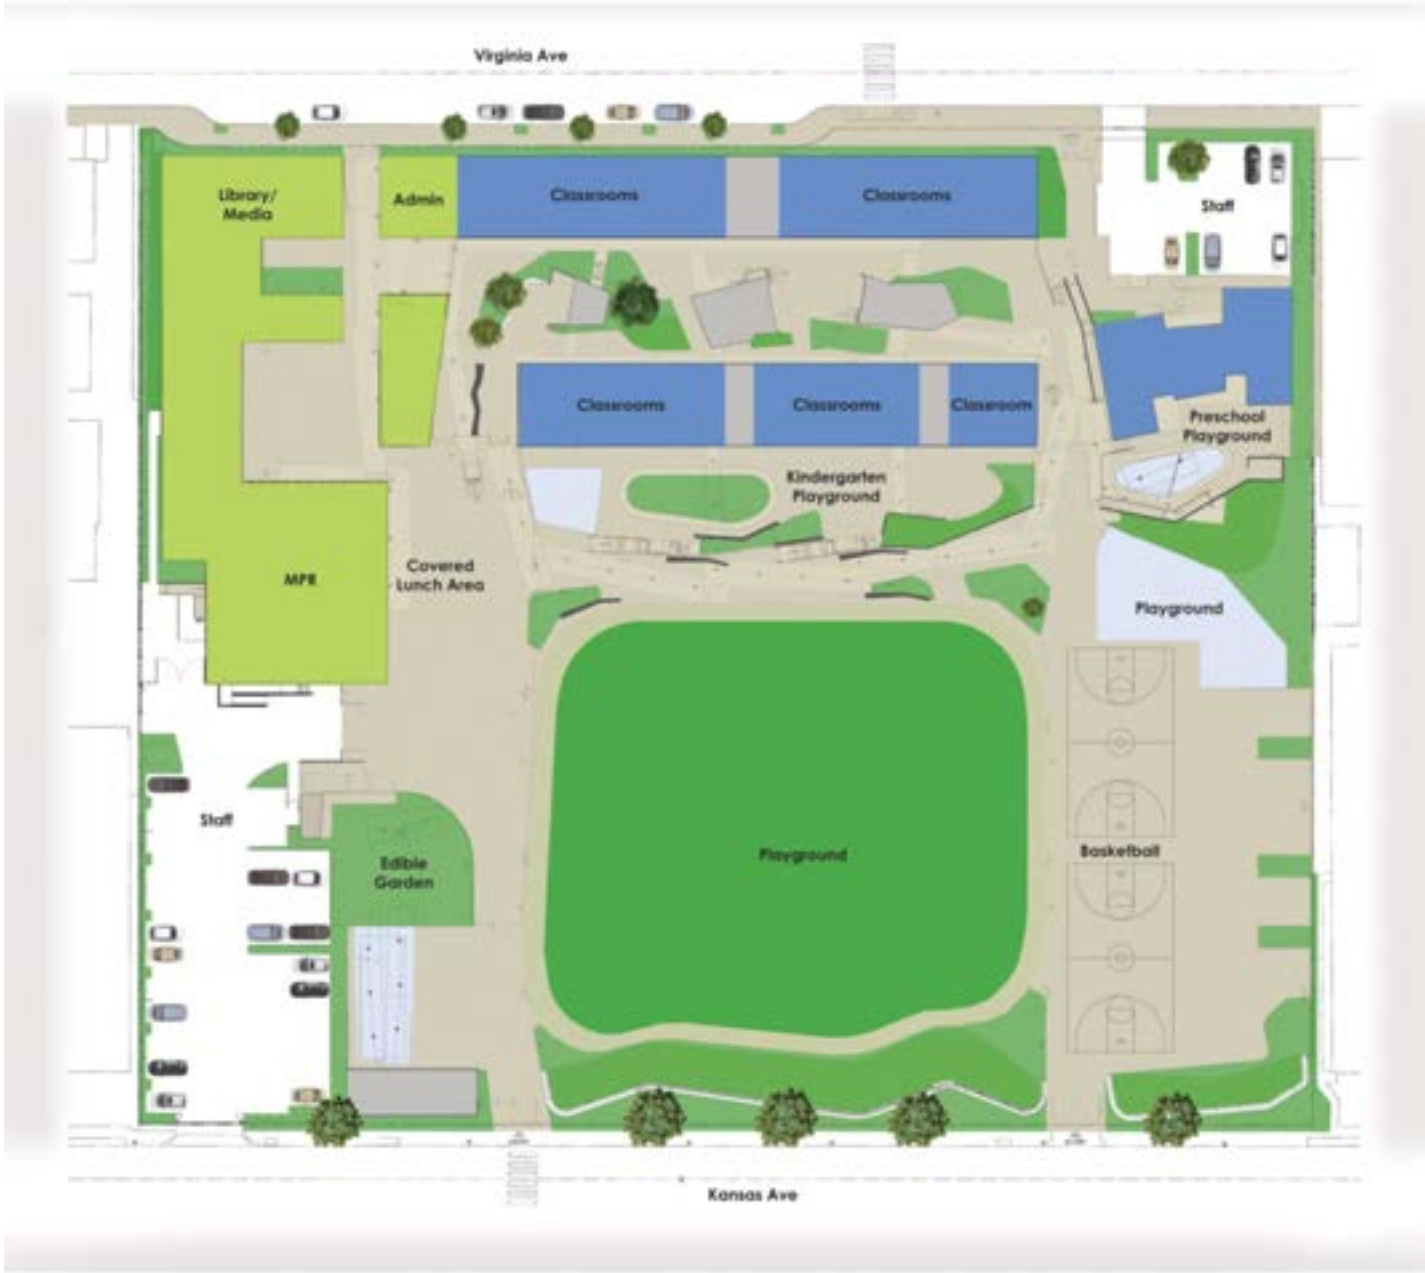 Virginia Ave
Library/
Media
Admin
Classrooms
Classrooms
Staff
Classrooms
Classrooms
Classroom
Preschool
Playground
Kindergarten
Playground
MPR
Covered
Lunch Area
Playground
Staff
Edible
Garden
Playground
Basketball
Kansas Ave